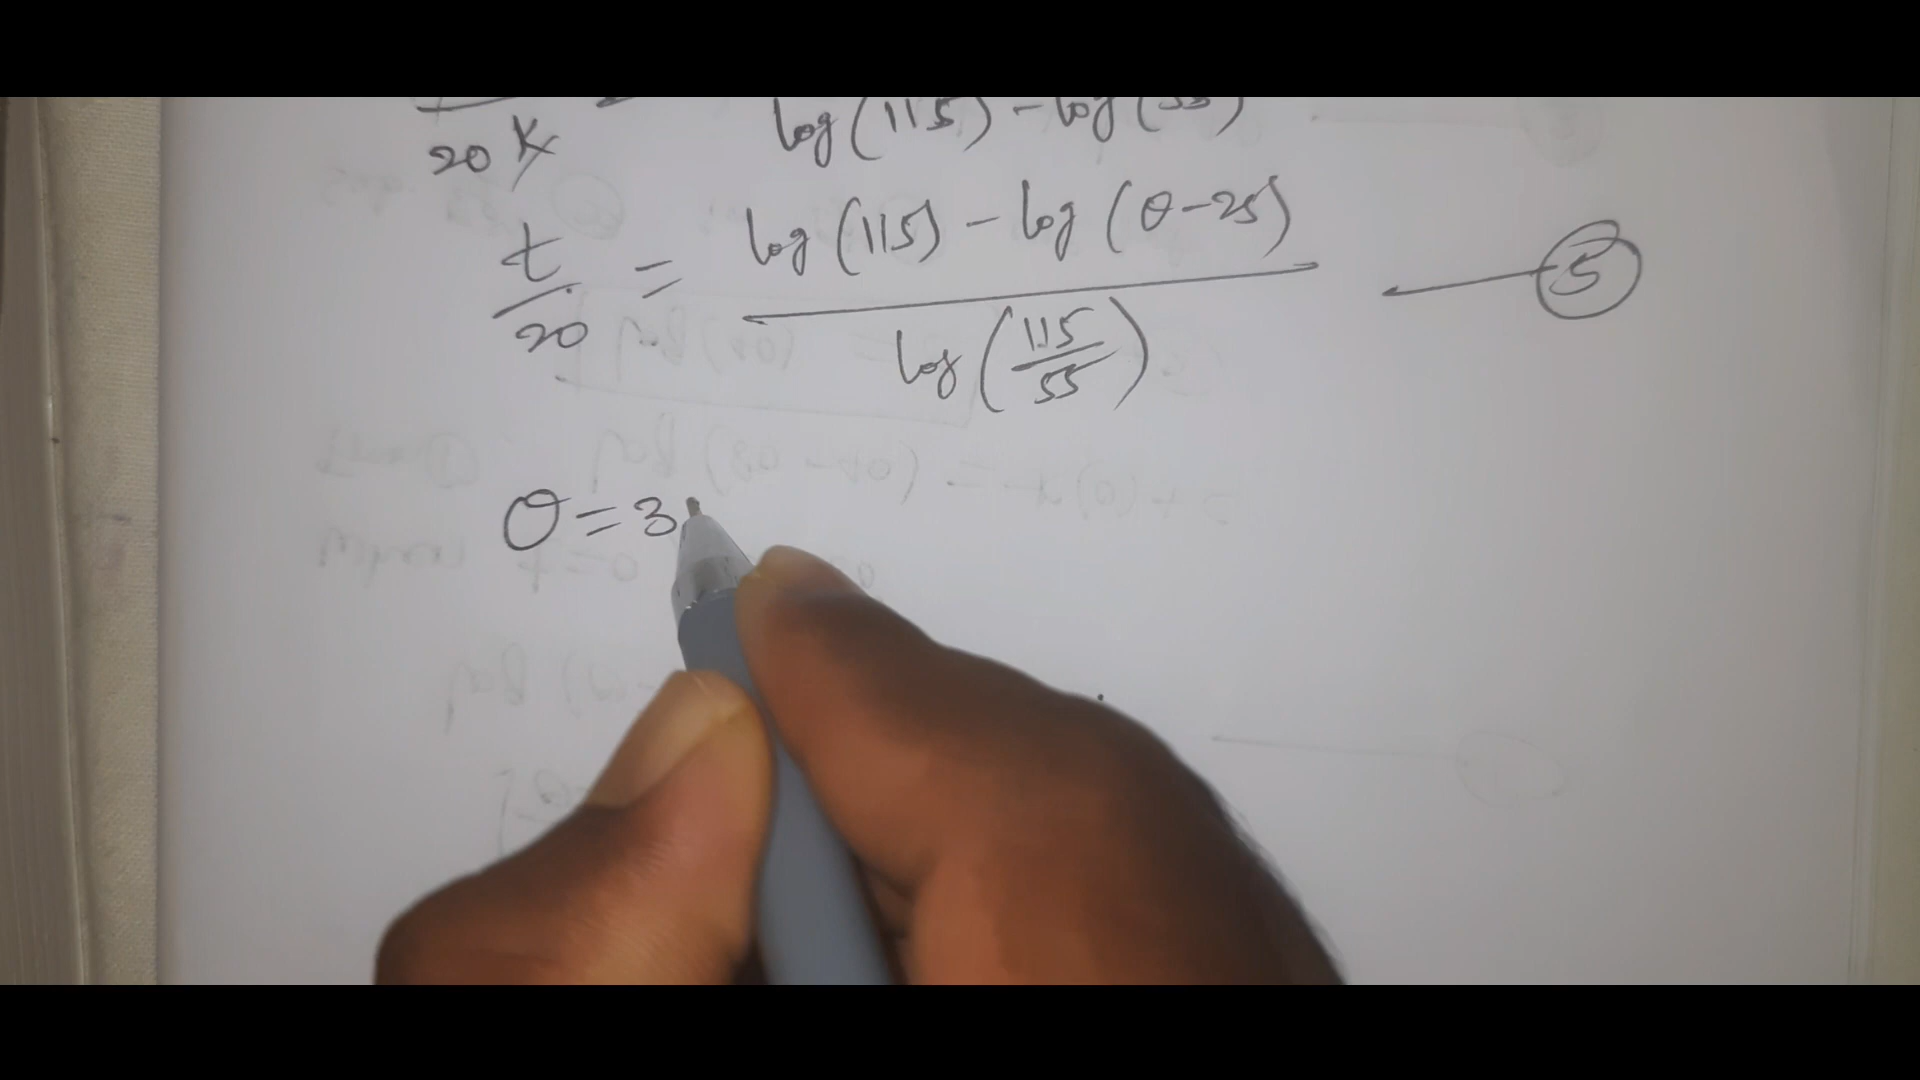 20 K log(115) - log(55)
t/20 = log(115) - log(θ-25) / log(115/55) — 5
θ = 3